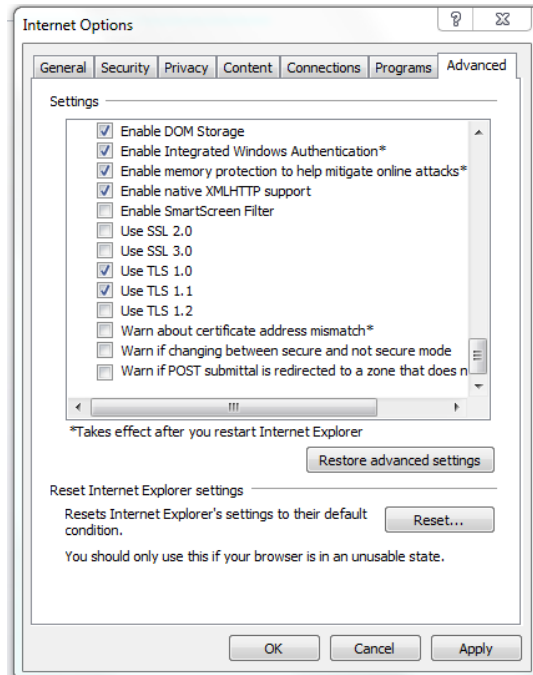 Internet Options
General Security Privacy Content Connections Programs Advanced
Settings
Enable DOM Storage
Enable Integrated Windows Authentication*
Enable memory protection to help mitigate online attacks*
Enable native XMLHTTP support
Enable SmartScreen Filter
Use SSL 2.0
Use SSL 3.0
Use TLS 1.0
Use TLS 1.1
Use TLS 1.2
Warn about certificate address mismatch*
Warn if changing between secure and not secure mode
Warn if POST submittal is redirected to a zone that does n
*Takes effect after you restart Internet Explorer
Restore advanced settings
Reset Internet Explorer settings
Resets Internet Explorer's settings to their default
condition.
Reset...
You should only use this if your browser is in an unusable state.
OK Cancel Apply